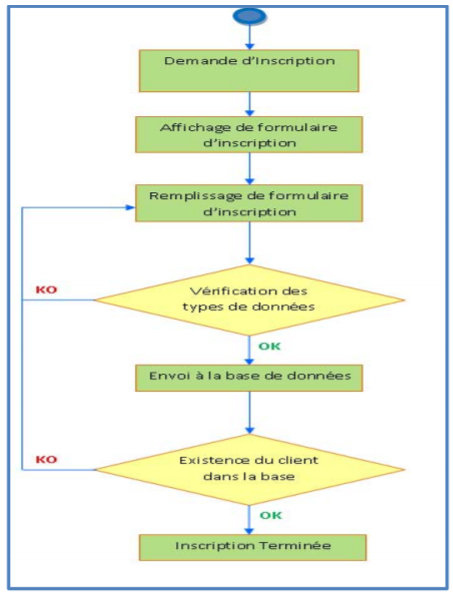 Demande d'Inscription
Affichage de formulaire
d'inscription
Remplissage de formulaire
d'inscription
KO
Vérification des
types de données
OK
Envoi à la base de données
KO
Existence du client
dans la base
OK
Inscription Terminée